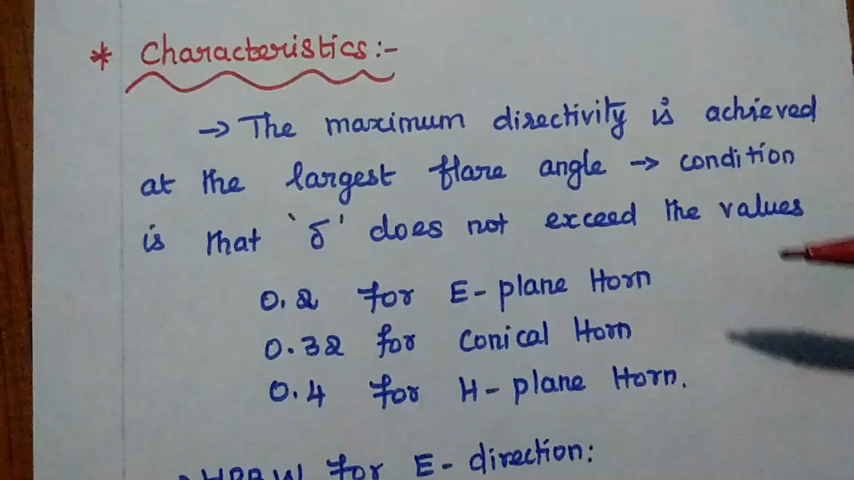 * Characteristics:-
→ The maximum directivity is achieved
at the largest flare angle → condition
is that 'δ' does not exceed the values
0.2 for E-plane Horn
0.32 for Conical Horn
0.4 for H-plane Horn.
→ HPBW for E-direction: